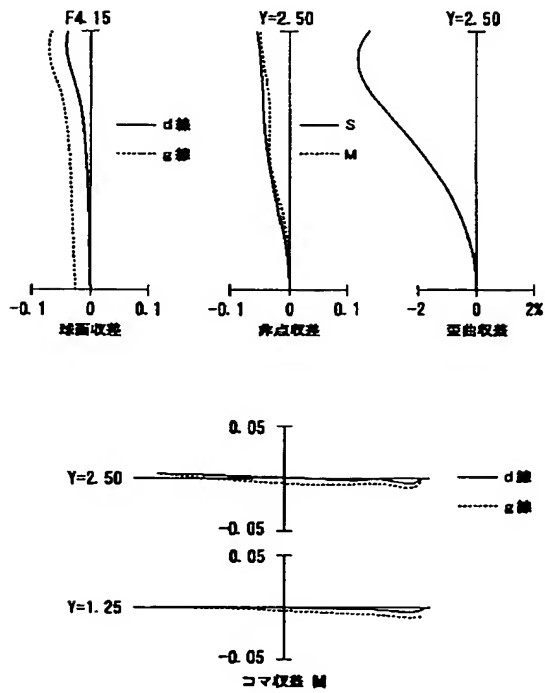 F4.15
Y=2.50
Y=2.50
d線
g線
S
M
-0.1 0 0.1
-0.1 0 0.1
-2 0 2%
球面収差
非点収差
歪曲収差
0.05
Y=2.50
-0.05
d線
g線
0.05
Y=1.25
-0.05
コマ収差 M